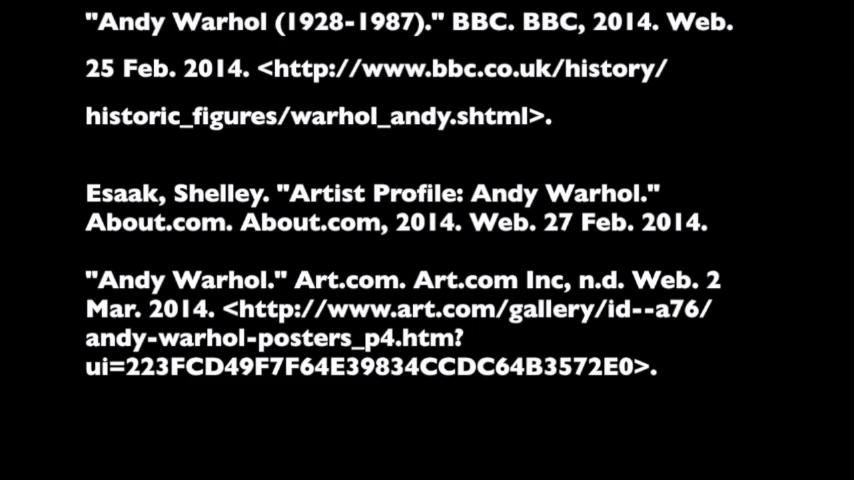 "Andy Warhol (1928-1987)." BBC. BBC, 2014. Web.
25 Feb. 2014. <http://www.bbc.co.uk/history/
historic_figures/warhol_andy.shtml>.
Esaak, Shelley. "Artist Profile: Andy Warhol."
About.com. About.com, 2014. Web. 27 Feb. 2014.
"Andy Warhol." Art.com. Art.com Inc, n.d. Web. 2
Mar. 2014. <http://www.art.com/gallery/id--a76/
andy-warhol-posters_p4.htm?
ui=223FCD49F7F64E39834CCDC64B3572E0>.